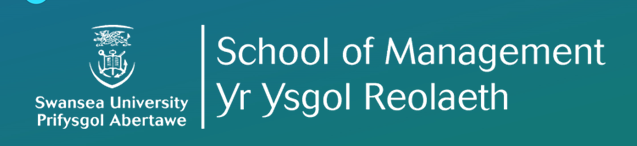 Swansea University
Prifysgol Abertawe
School of Management
Yr Ysgol Reolaeth